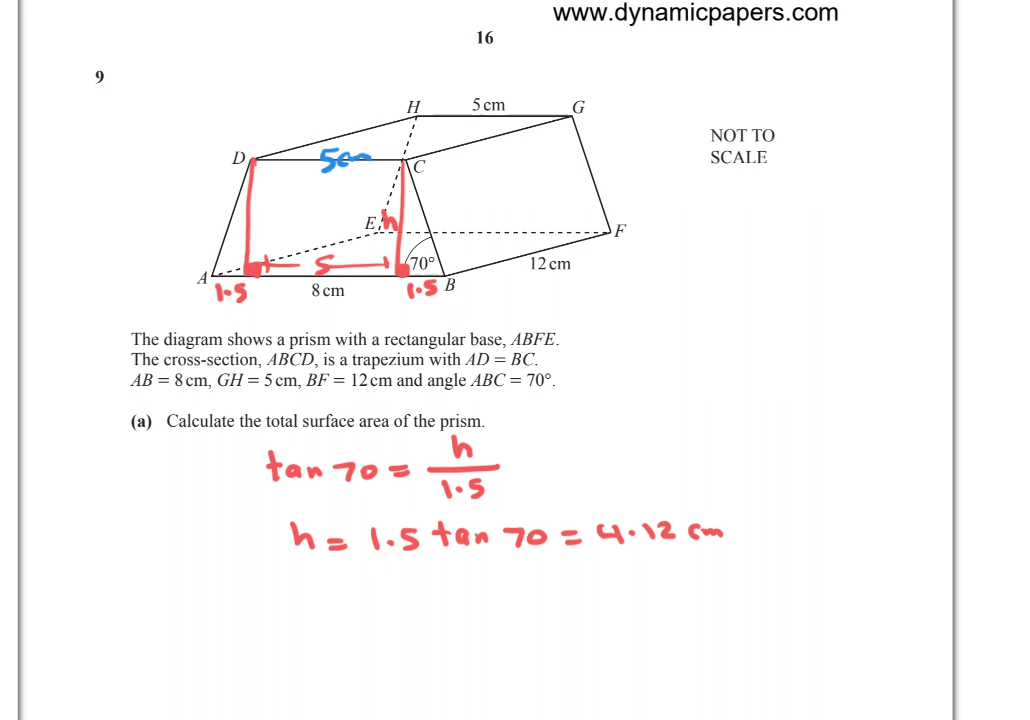 www.dynamicpapers.com
16
9
H 5 cm G
NOT TO
SCALE
D 5cm C
E h F
A 5 70° 12 cm
1.5 8 cm 1.5 B
The diagram shows a prism with a rectangular base, ABFE.
The cross-section, ABCD, is a trapezium with AD = BC.
AB = 8 cm, GH = 5 cm, BF = 12 cm and angle ABC = 70°.
(a) Calculate the total surface area of the prism.
tan 70 = h / 1.5
h = 1.5 tan 70 = 4.12 cm